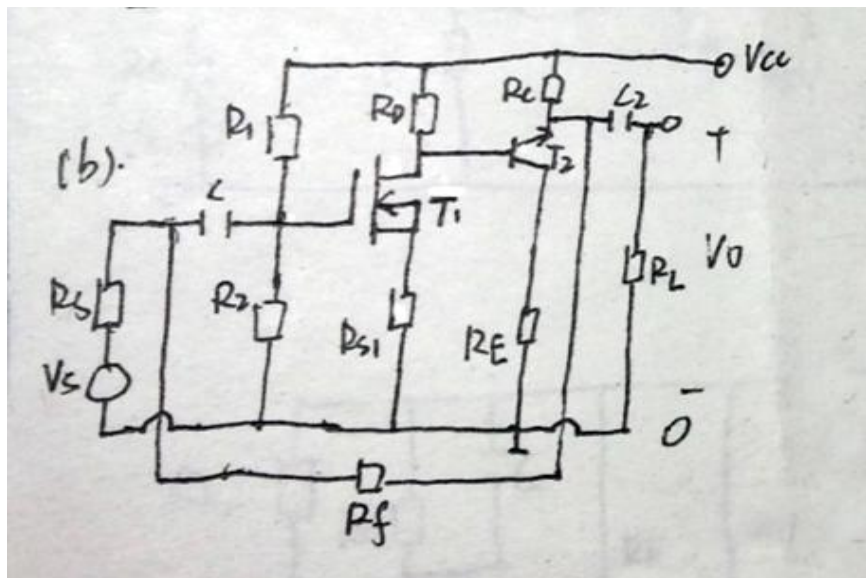 (b).
R1
RD
Rc
C2
Vcc
T2
+
C
T1
Vo
RS
R2
RS1
RE
RL
Vs
-
Rf